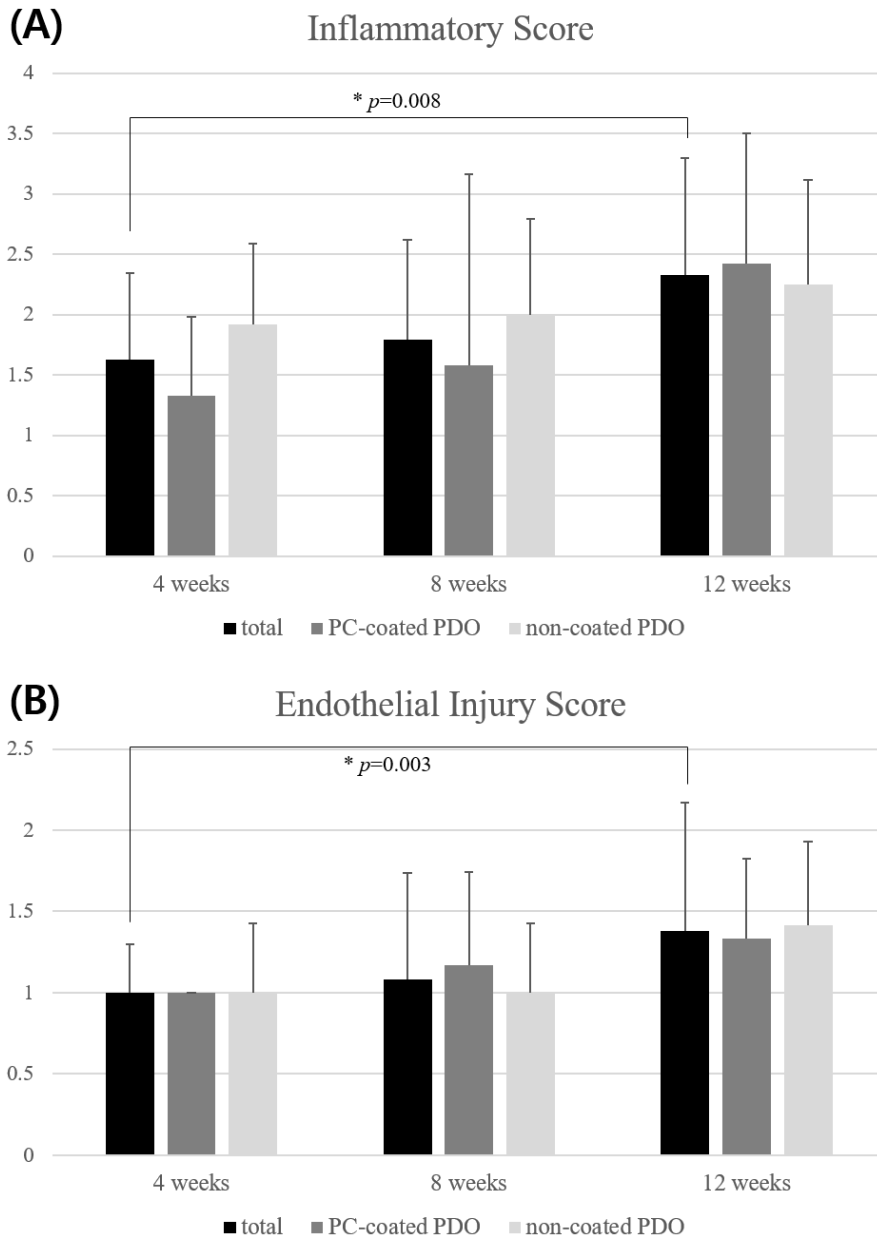 (A)
Inflammatory Score
4
* p=0.008
3.5
3
2.5
2
1.5
1
0.5
0
4 weeks 8 weeks 12 weeks
total PC-coated PDO non-coated PDO
(B)
Endothelial Injury Score
2.5
* p=0.003
2
1.5
1
0.5
0
4 weeks 8 weeks 12 weeks
total PC-coated PDO non-coated PDO